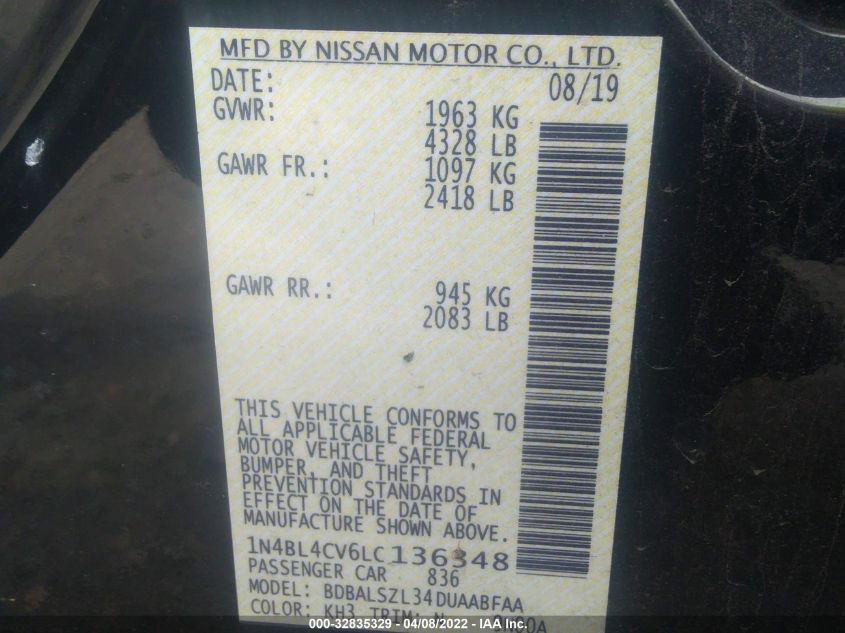 MFD BY NISSAN MOTOR CO., LTD.
DATE: 08/19
GVWR: 1963 KG
4328 LB
GAWR FR.: 1097 KG
2418 LB
GAWR RR.: 945 KG
2083 LB
THIS VEHICLE CONFORMS TO
ALL APPLICABLE FEDERAL
MOTOR VEHICLE SAFETY,
BUMPER, AND THEFT
PREVENTION STANDARDS IN
EFFECT ON THE DATE OF
MANUFACTURE SHOWN ABOVE.
1N4BL4CV6LC136348
PASSENGER CAR 836
MODEL: BDBALSZL34DUAABFAA
COLOR: KH3 TRIM:
000-32835329 - 04/08/2022 - IAA Inc.